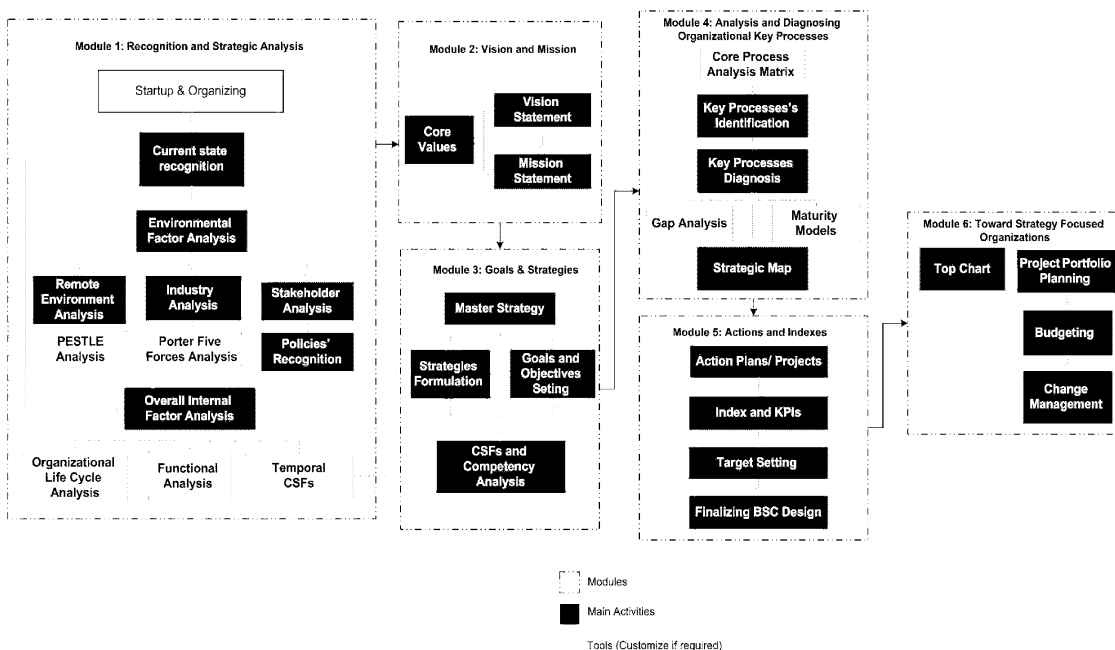 Module 1: Recognition and Strategic Analysis
Startup & Organizing
Current state
recognition
Environmental
Factor Analysis
Remote
Environment
Analysis
Industry
Analysis
Stakeholder
Analysis
PESTLE
Analysis
Porter Five
Forces Analysis
Policies'
Recognition
Overall Internal
Factor Analysis
Organizational
Life Cycle
Analysis
Functional
Analysis
Temporal
CSFs
Module 2: Vision and Mission
Core
Values
Vision
Statement
Mission
Statement
Module 3: Goals & Strategies
Master Strategy
Strategies
Formulation
Goals and
Objectives
Seting
CSFs and
Competency
Analysis
Module 4: Analysis and Diagnosing
Organizational Key Processes
Core Process
Analysis Matrix
Key Processes's
Identification
Key Processes
Diagnosis
Gap Analysis
Maturity
Models
Strategic Map
Module 5: Actions and Indexes
Action Plans/ Projects
Index and KPIs
Target Setting
Finalizing BSC Design
Module 6: Toward Strategy Focused
Organizations
Top Chart
Project Portfolio
Planning
Budgeting
Change
Management
Modules
Main Activities
Tools (Customize if required)